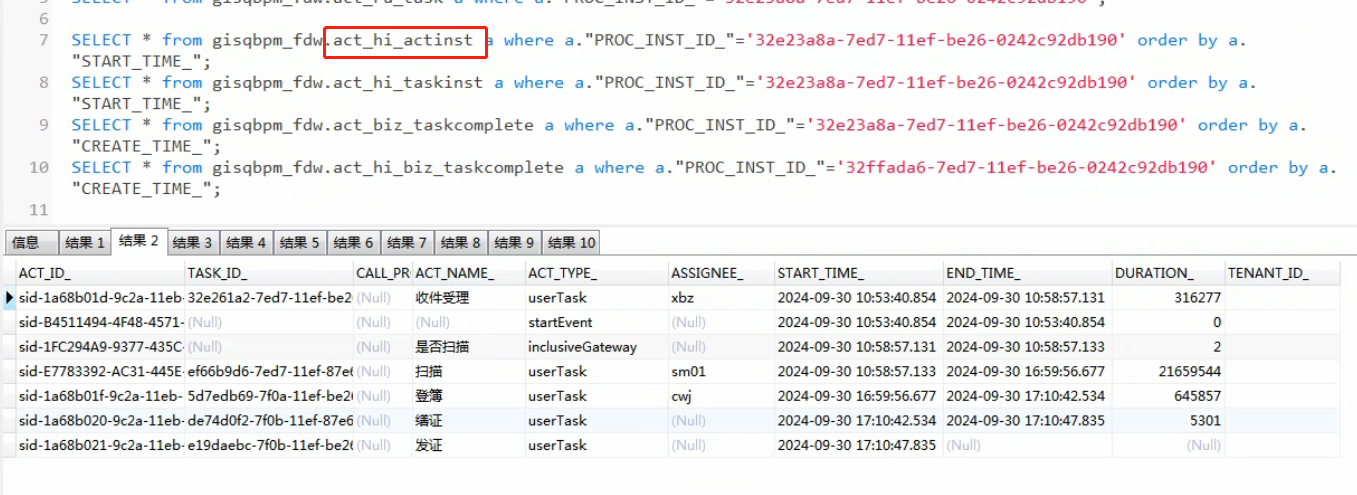 6
7 SELECT * from gisqbpm_fdw.act_hi_actinst a where a."PROC_INST_ID_"='32e23a8a-7ed7-11ef-be26-0242c92db190' order by a.
"START_TIME_";
8 SELECT * from gisqbpm_fdw.act_hi_taskinst a where a."PROC_INST_ID_"='32e23a8a-7ed7-11ef-be26-0242c92db190' order by a.
"START_TIME_";
9 SELECT * from gisqbpm_fdw.act_biz_taskcomplete a where a."PROC_INST_ID_"='32e23a8a-7ed7-11ef-be26-0242c92db190' order by a.
"CREATE_TIME_";
10 SELECT * from gisqbpm_fdw.act_hi_biz_taskcomplete a where a."PROC_INST_ID_"='32ffada6-7ed7-11ef-be26-0242c92db190' order by a.
"CREATE_TIME_";
11
信息 结果 1 结果 2 结果 3 结果 4 结果 5 结果 6 结果 7 结果 8 结果 9 结果 10
ACT_ID_ TASK_ID_ CALL_PR ACT_NAME_ ACT_TYPE_ ASSIGNEE_ START_TIME_ END_TIME_ DURATION_ TENANT_ID_
sid-1a68b01d-9c2a-11eb- 32e261a2-7ed7-11ef-be2 (Null) 收件受理 userTask xbz 2024-09-30 10:53:40.854 2024-09-30 10:58:57.131 316277
sid-B4511494-4F48-4571- (Null) (Null) (Null) startEvent (Null) 2024-09-30 10:53:40.854 2024-09-30 10:53:40.854 0
sid-1FC294A9-9377-435C- (Null) (Null) 是否扫描 inclusiveGateway (Null) 2024-09-30 10:58:57.131 2024-09-30 10:58:57.133 2
sid-E7783392-AC31-445E- ef66b9d6-7ed7-11ef-87e6 (Null) 扫描 userTask sm01 2024-09-30 10:58:57.133 2024-09-30 16:59:56.677 21659544
sid-1a68b01f-9c2a-11eb- 5d7edb69-7f0a-11ef-be2 (Null) 登簿 userTask cwj 2024-09-30 16:59:56.677 2024-09-30 17:10:42.534 645857
sid-1a68b020-9c2a-11eb- de74d0f2-7f0b-11ef-87e6 (Null) 缮证 userTask (Null) 2024-09-30 17:10:42.534 2024-09-30 17:10:47.835 5301
sid-1a68b021-9c2a-11eb- e19daebc-7f0b-11ef-be2 (Null) 发证 userTask (Null) 2024-09-30 17:10:47.835 (Null) (Null)